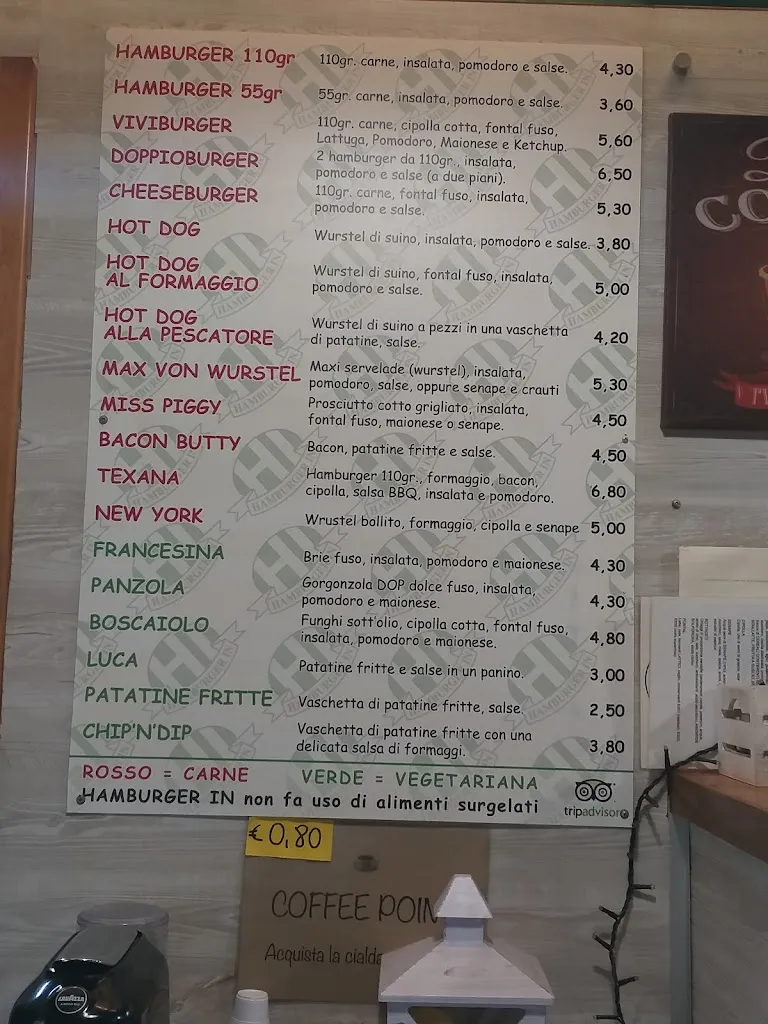 HAMBURGER 110gr 110gr. carne, insalata, pomodoro e salse. 4,30
HAMBURGER 55gr 55gr. carne, insalata, pomodoro e salse. 3,60
VIVIBURGER 110gr. carne, cipolla cotta, fontal fuso,
Lattuga, Pomodoro, Maionese e Ketchup. 5,60
DOPPIOBURGER 2 hamburger da 110gr., insalata,
pomodoro e salse (a due piani). 6,50
CHEESEBURGER 110gr. carne, fontal fuso, insalata,
pomodoro e salse. 5,30
HOT DOG Wurstel di suino, insalata, pomodoro e salse. 3,80
HOT DOG
AL FORMAGGIO Wurstel di suino, fontal fuso, insalata,
pomodoro e salse. 5,00
HOT DOG
ALLA PESCATORE Wurstel di suino a pezzi in una vaschetta
di patatine, salse. 4,20
MAX VON WURSTEL Maxi servelade (wurstel), insalata,
pomodoro, salse, oppure senape e crauti 5,30
MISS PIGGY Prosciutto cotto grigliato, insalata,
fontal fuso, maionese o senape. 4,50
BACON BUTTY Bacon, patatine fritte e salse. 4,50
TEXANA Hamburger 110gr., formaggio, bacon,
cipolla, salsa BBQ, insalata e pomodoro. 6,80
NEW YORK Wrustel bollito, formaggio, cipolla e senape 5,00
FRANCESINA Brie fuso, insalata, pomodoro e maionese. 4,30
PANZOLA Gorgonzola DOP dolce fuso, insalata,
pomodoro e maionese. 4,30
BOSCAIOLO Funghi sott'olio, cipolla cotta, fontal fuso,
insalata, pomodoro e maionese. 4,80
LUCA Patatine fritte e salse in un panino. 3,00
PATATINE FRITTE Vaschetta di patatine fritte, salse. 2,50
CHIP'N'DIP Vaschetta di patatine fritte con una
delicata salsa di formaggi. 3,80
ROSSO = CARNE VERDE = VEGETARIANA
HAMBURGER IN non fa uso di alimenti surgelati
tripadvisor
€ 0,80
COFFEE POIN
Acquista la cialda
LAVAZZA